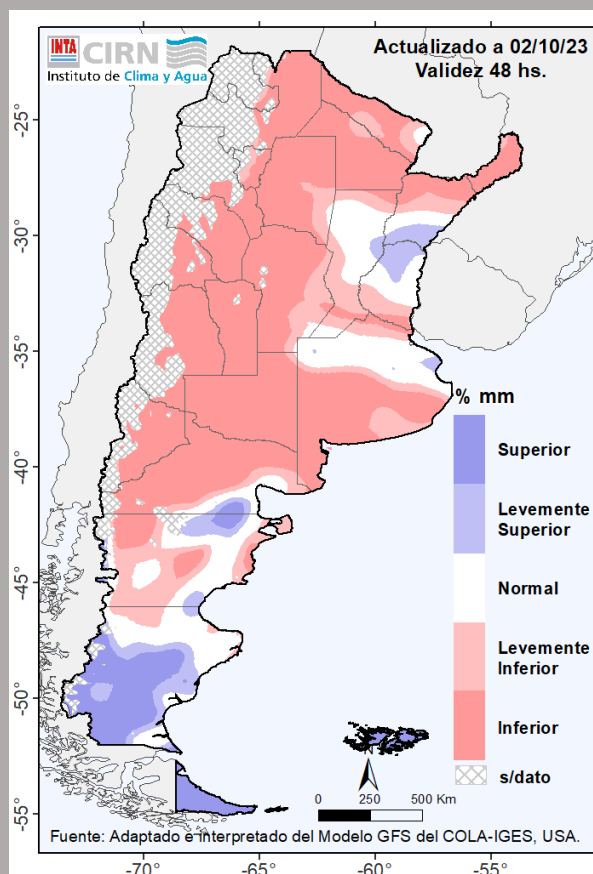 INTA CIRN
Instituto de Clima y Agua
Actualizado a 02/10/23
Validez 48 hs.
-25°
-30°
-35°
-40°
-45°
-50°
-55°
% mm
Superior
Levemente
Superior
Normal
Levemente
Inferior
Inferior
s/dato
N
0 250 500 Km
Fuente: Adaptado e interpretado del Modelo GFS del COLA-IGES, USA.
-70° -65° -60° -55°